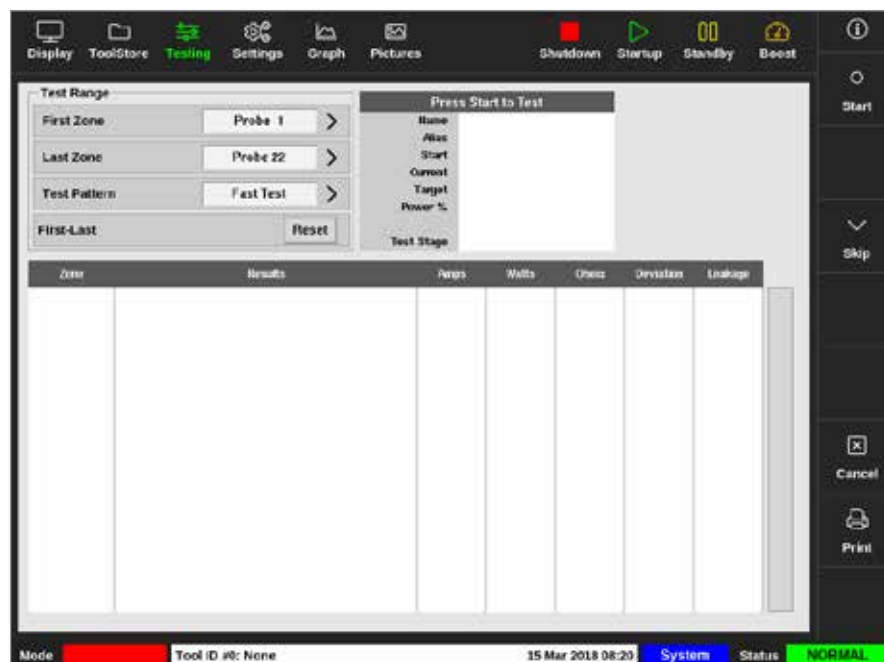 Display ToolStore Testing Settings Graph Pictures Shutdown Startup Standby Boost
Start
Skip
Cancel
Print
Test Range
First Zone Probe 1
Last Zone Probe 22
Test Pattern Fast Test
First-Last Reset
Press Start to Test
Name
Alias
Start
Current
Target
Power %
Test Stage
Zone Results Amps Watts Ohms Deviation Leakage
Mode Tool ID #0: None 15 Mar 2018 08:20 System Status NORMAL